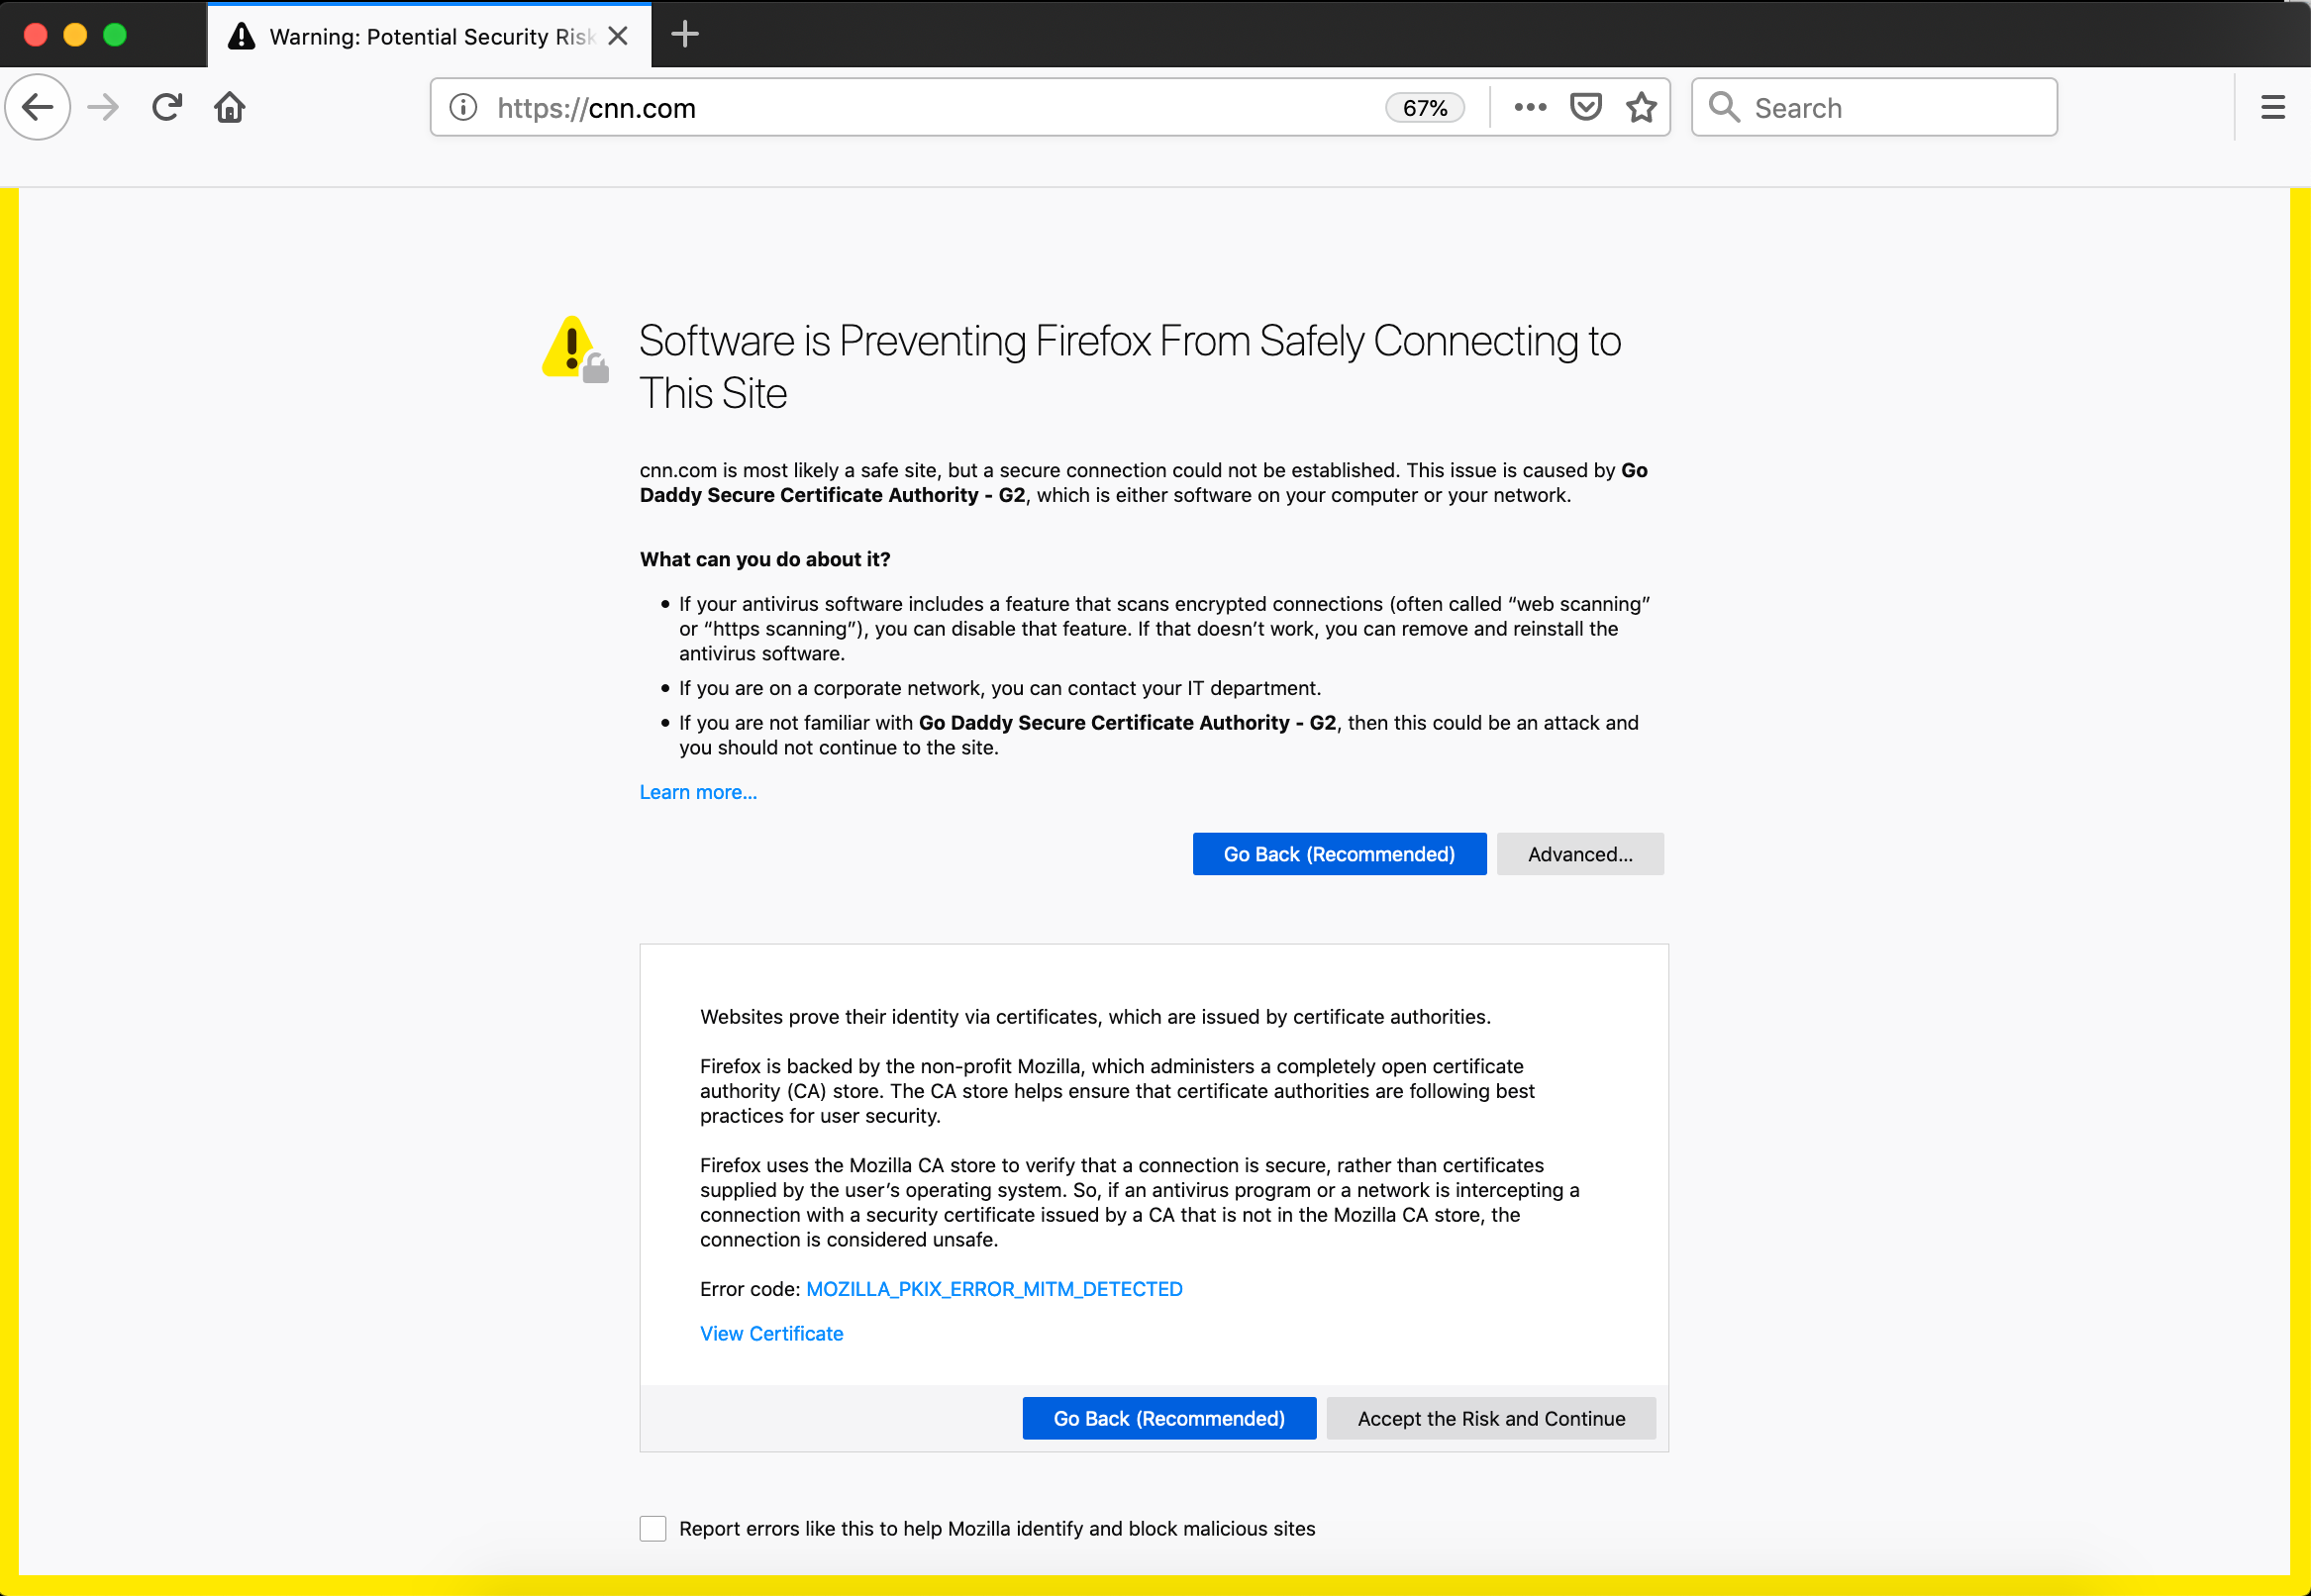 Warning: Potential Security Risk
https://cnn.com
67%
Search
Software is Preventing Firefox From Safely Connecting to
This Site
cnn.com is most likely a safe site, but a secure connection could not be established. This issue is caused by Go
Daddy Secure Certificate Authority - G2, which is either software on your computer or your network.
What can you do about it?
• If your antivirus software includes a feature that scans encrypted connections (often called “web scanning”
or “https scanning”), you can disable that feature. If that doesn’t work, you can remove and reinstall the
antivirus software.
• If you are on a corporate network, you can contact your IT department.
• If you are not familiar with Go Daddy Secure Certificate Authority - G2, then this could be an attack and
you should not continue to the site.
Learn more…
Go Back (Recommended)
Advanced…
Websites prove their identity via certificates, which are issued by certificate authorities.
Firefox is backed by the non-profit Mozilla, which administers a completely open certificate
authority (CA) store. The CA store helps ensure that certificate authorities are following best
practices for user security.
Firefox uses the Mozilla CA store to verify that a connection is secure, rather than certificates
supplied by the user’s operating system. So, if an antivirus program or a network is intercepting a
connection with a security certificate issued by a CA that is not in the Mozilla CA store, the
connection is considered unsafe.
Error code: MOZILLA_PKIX_ERROR_MITM_DETECTED
View Certificate
Go Back (Recommended)
Accept the Risk and Continue
Report errors like this to help Mozilla identify and block malicious sites